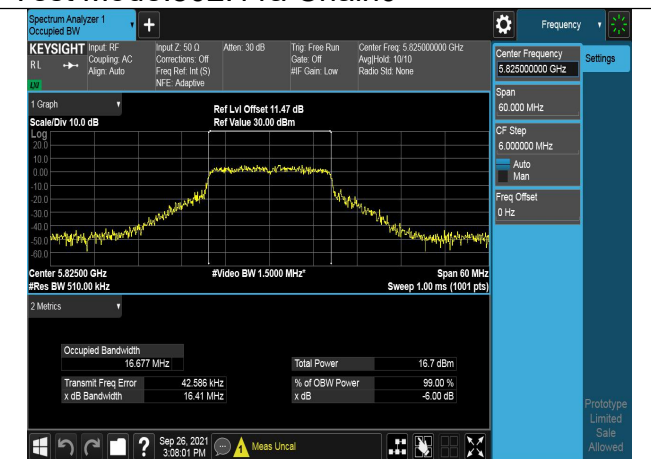 Spectrum Analyzer 1
Occupied BW
+
Frequency
KEYSIGHT
RL
LXI
Input: RF
Coupling: AC
Align: Auto
Input Z: 50 Ω
Corrections: Off
Freq Ref: Int (S)
NFE: Adaptive
Atten: 30 dB
Trig: Free Run
Gate: Off
#IF Gain: Low
Center Freq: 5.825000000 GHz
Avg|Hold: 10/10
Radio Std: None
Center Frequency
5.825000000 GHz
Settings
Span
60.000 MHz
CF Step
6.000000 MHz
Auto
Man
Freq Offset
0 Hz
1 Graph
Scale/Div 10.0 dB
Ref Lvl Offset 11.47 dB
Ref Value 30.00 dBm
Log
20.0
10.0
0.00
-10.0
-20.0
-30.0
-40.0
-50.0
-60.0
Center 5.82500 GHz
#Video BW 1.5000 MHz*
Span 60 MHz
#Res BW 510.00 kHz
Sweep 1.00 ms (1001 pts)
2 Metrics
Occupied Bandwidth
16.677 MHz
Total Power 16.7 dBm
Transmit Freq Error 42.586 kHz
% of OBW Power 99.00 %
x dB Bandwidth 16.41 MHz
x dB -6.00 dB
Prototype
Limited
Sale
Allowed
?
Sep 26, 2021
3:08:01 PM
Meas Uncal